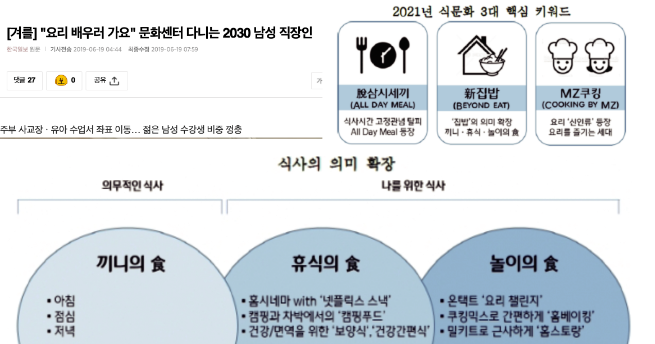 [겨를] "요리 배우러 가요" 문화센터 다니는 2030 남성 직장인
한국일보 원문 | 기사전송 2019-06-19 04:44 최종수정 2019-06-19 07:59
댓글 27
0
공유
가
주부 사교장·유아 수업서 좌표 이동… 젊은 남성 수강생 비중 껑충
2021년 식문화 3대 핵심 키워드
脫삼시세끼
(ALL DAY MEAL)
식사시간 고정관념 탈피
All Day Meal 등장
新집밥
(BEYOND EAT)
'집밥'의 의미 확장
끼니·휴식·놀이의 食
MZ쿠킹
(COOKING BY MZ)
요리 '신인류' 등장
요리를 즐기는 세대
식사의 의미 확장
의무적인 식사
나를 위한 식사
끼니의 食
▪ 아침
▪ 점심
▪ 저녁
휴식의 食
▪ 홈시네마 with '넷플릭스 스낵'
▪ 캠핑과 차박에서의 '캠핑푸드'
▪ 건강/면역을 위한 '보양식', '건강간편식'
놀이의 食
▪ 온택트 '요리 챌린지'
▪ 쿠킹믹스로 간편하게 '홈베이킹'
▪ 밀키트로 근사하게 '홈스토랑'